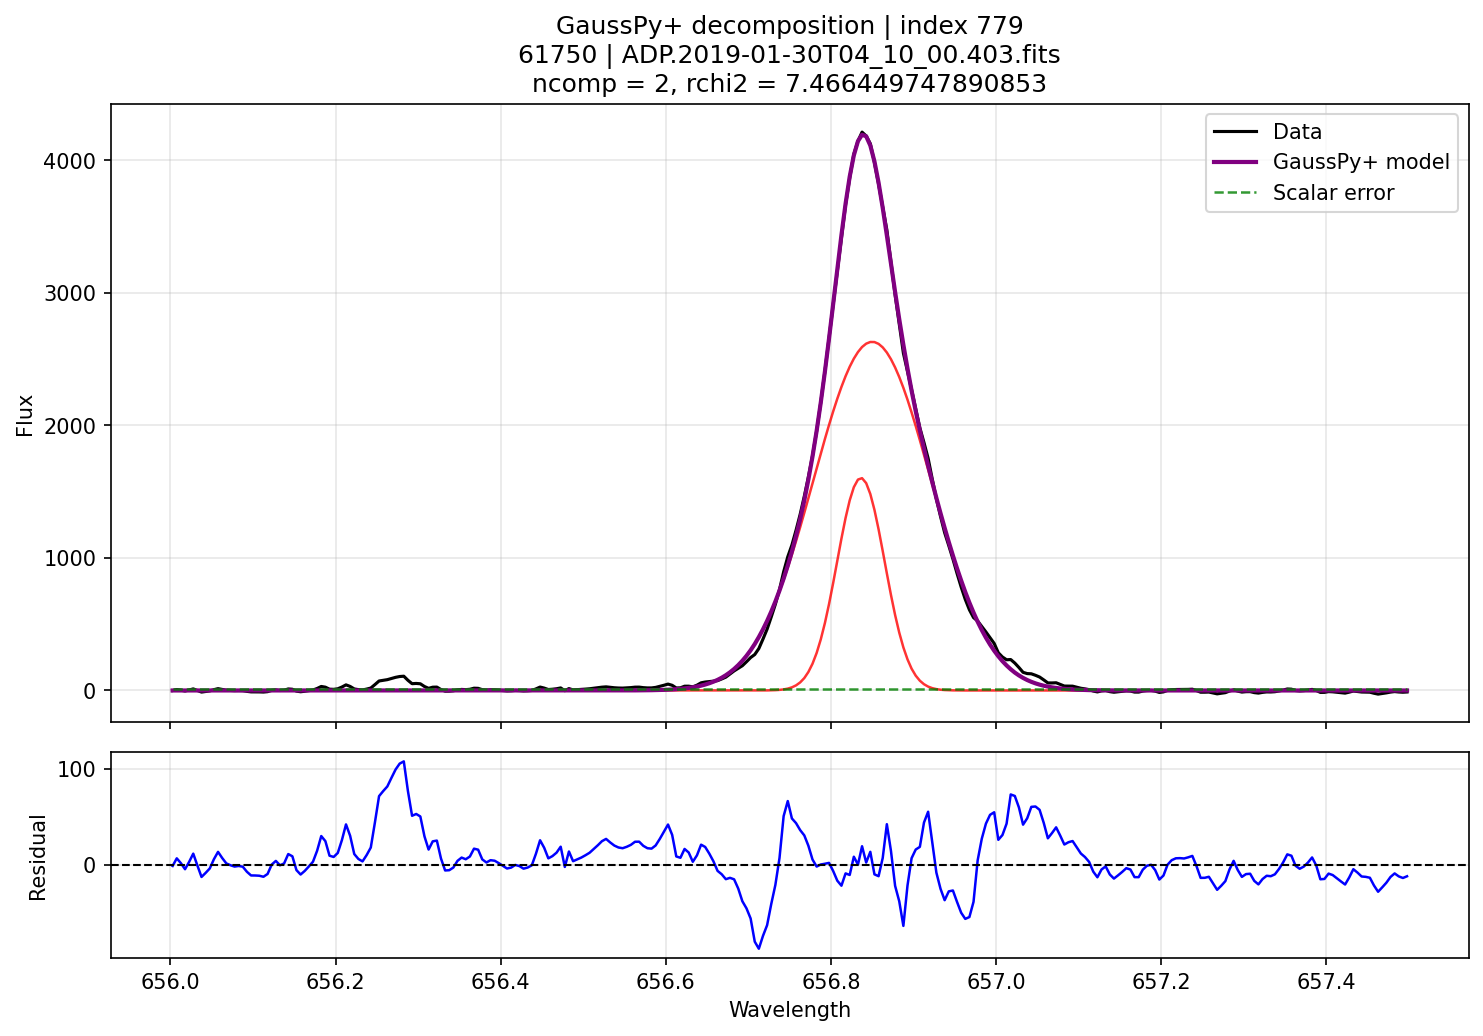 GaussPy+ decomposition | index 779
61750 | ADP.2019-01-30T04_10_00.403.fits
ncomp = 2, rchi2 = 7.466449747890853
Data
GaussPy+ model
Scalar error
4000
3000
2000
1000
0
Flux
100
0
Residual
656.0 656.2 656.4 656.6 656.8 657.0 657.2 657.4
Wavelength